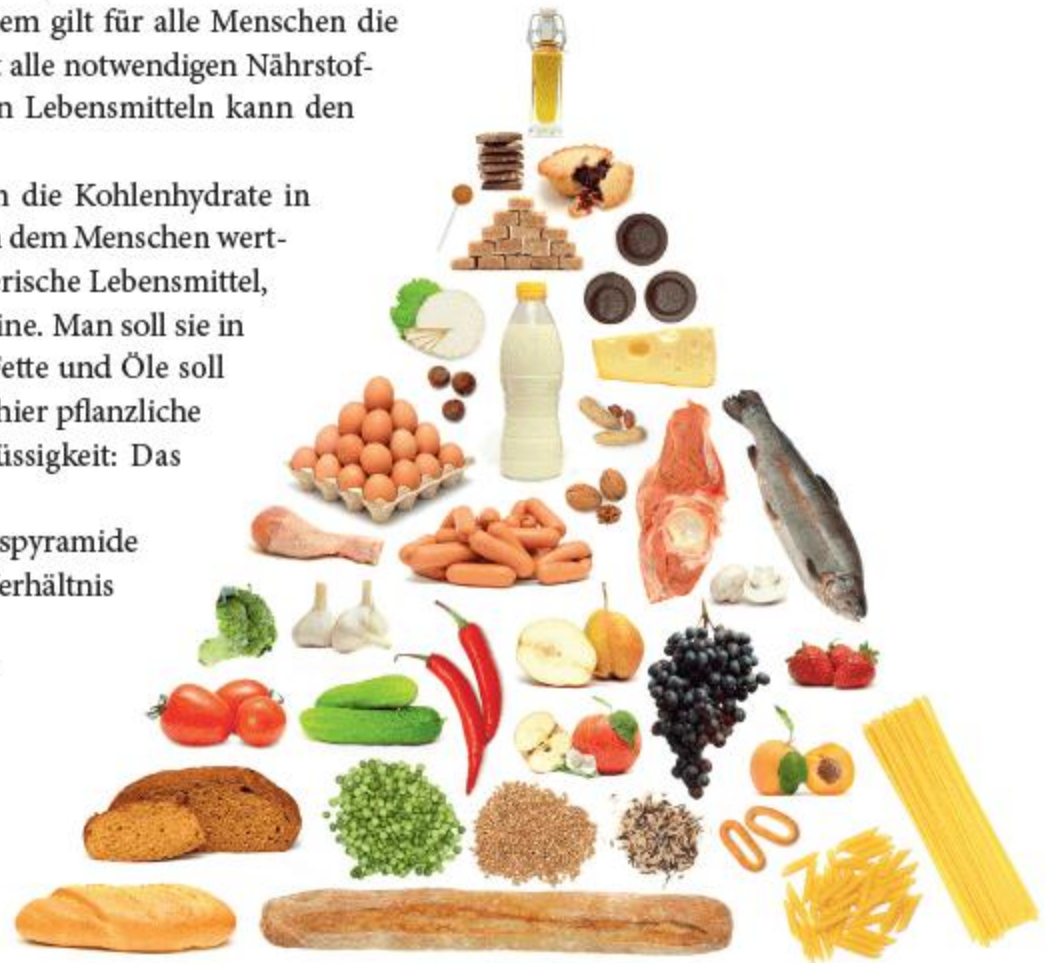 em gilt für alle Menschen die
alle notwendigen Nährstof-
n Lebensmitteln kann den
die Kohlenhydrate in
dem Menschen wert-
erische Lebensmittel,
ine. Man soll sie in
ette und Öle soll
hier pflanzliche
üssigkeit: Das
spyramide
erhältnis